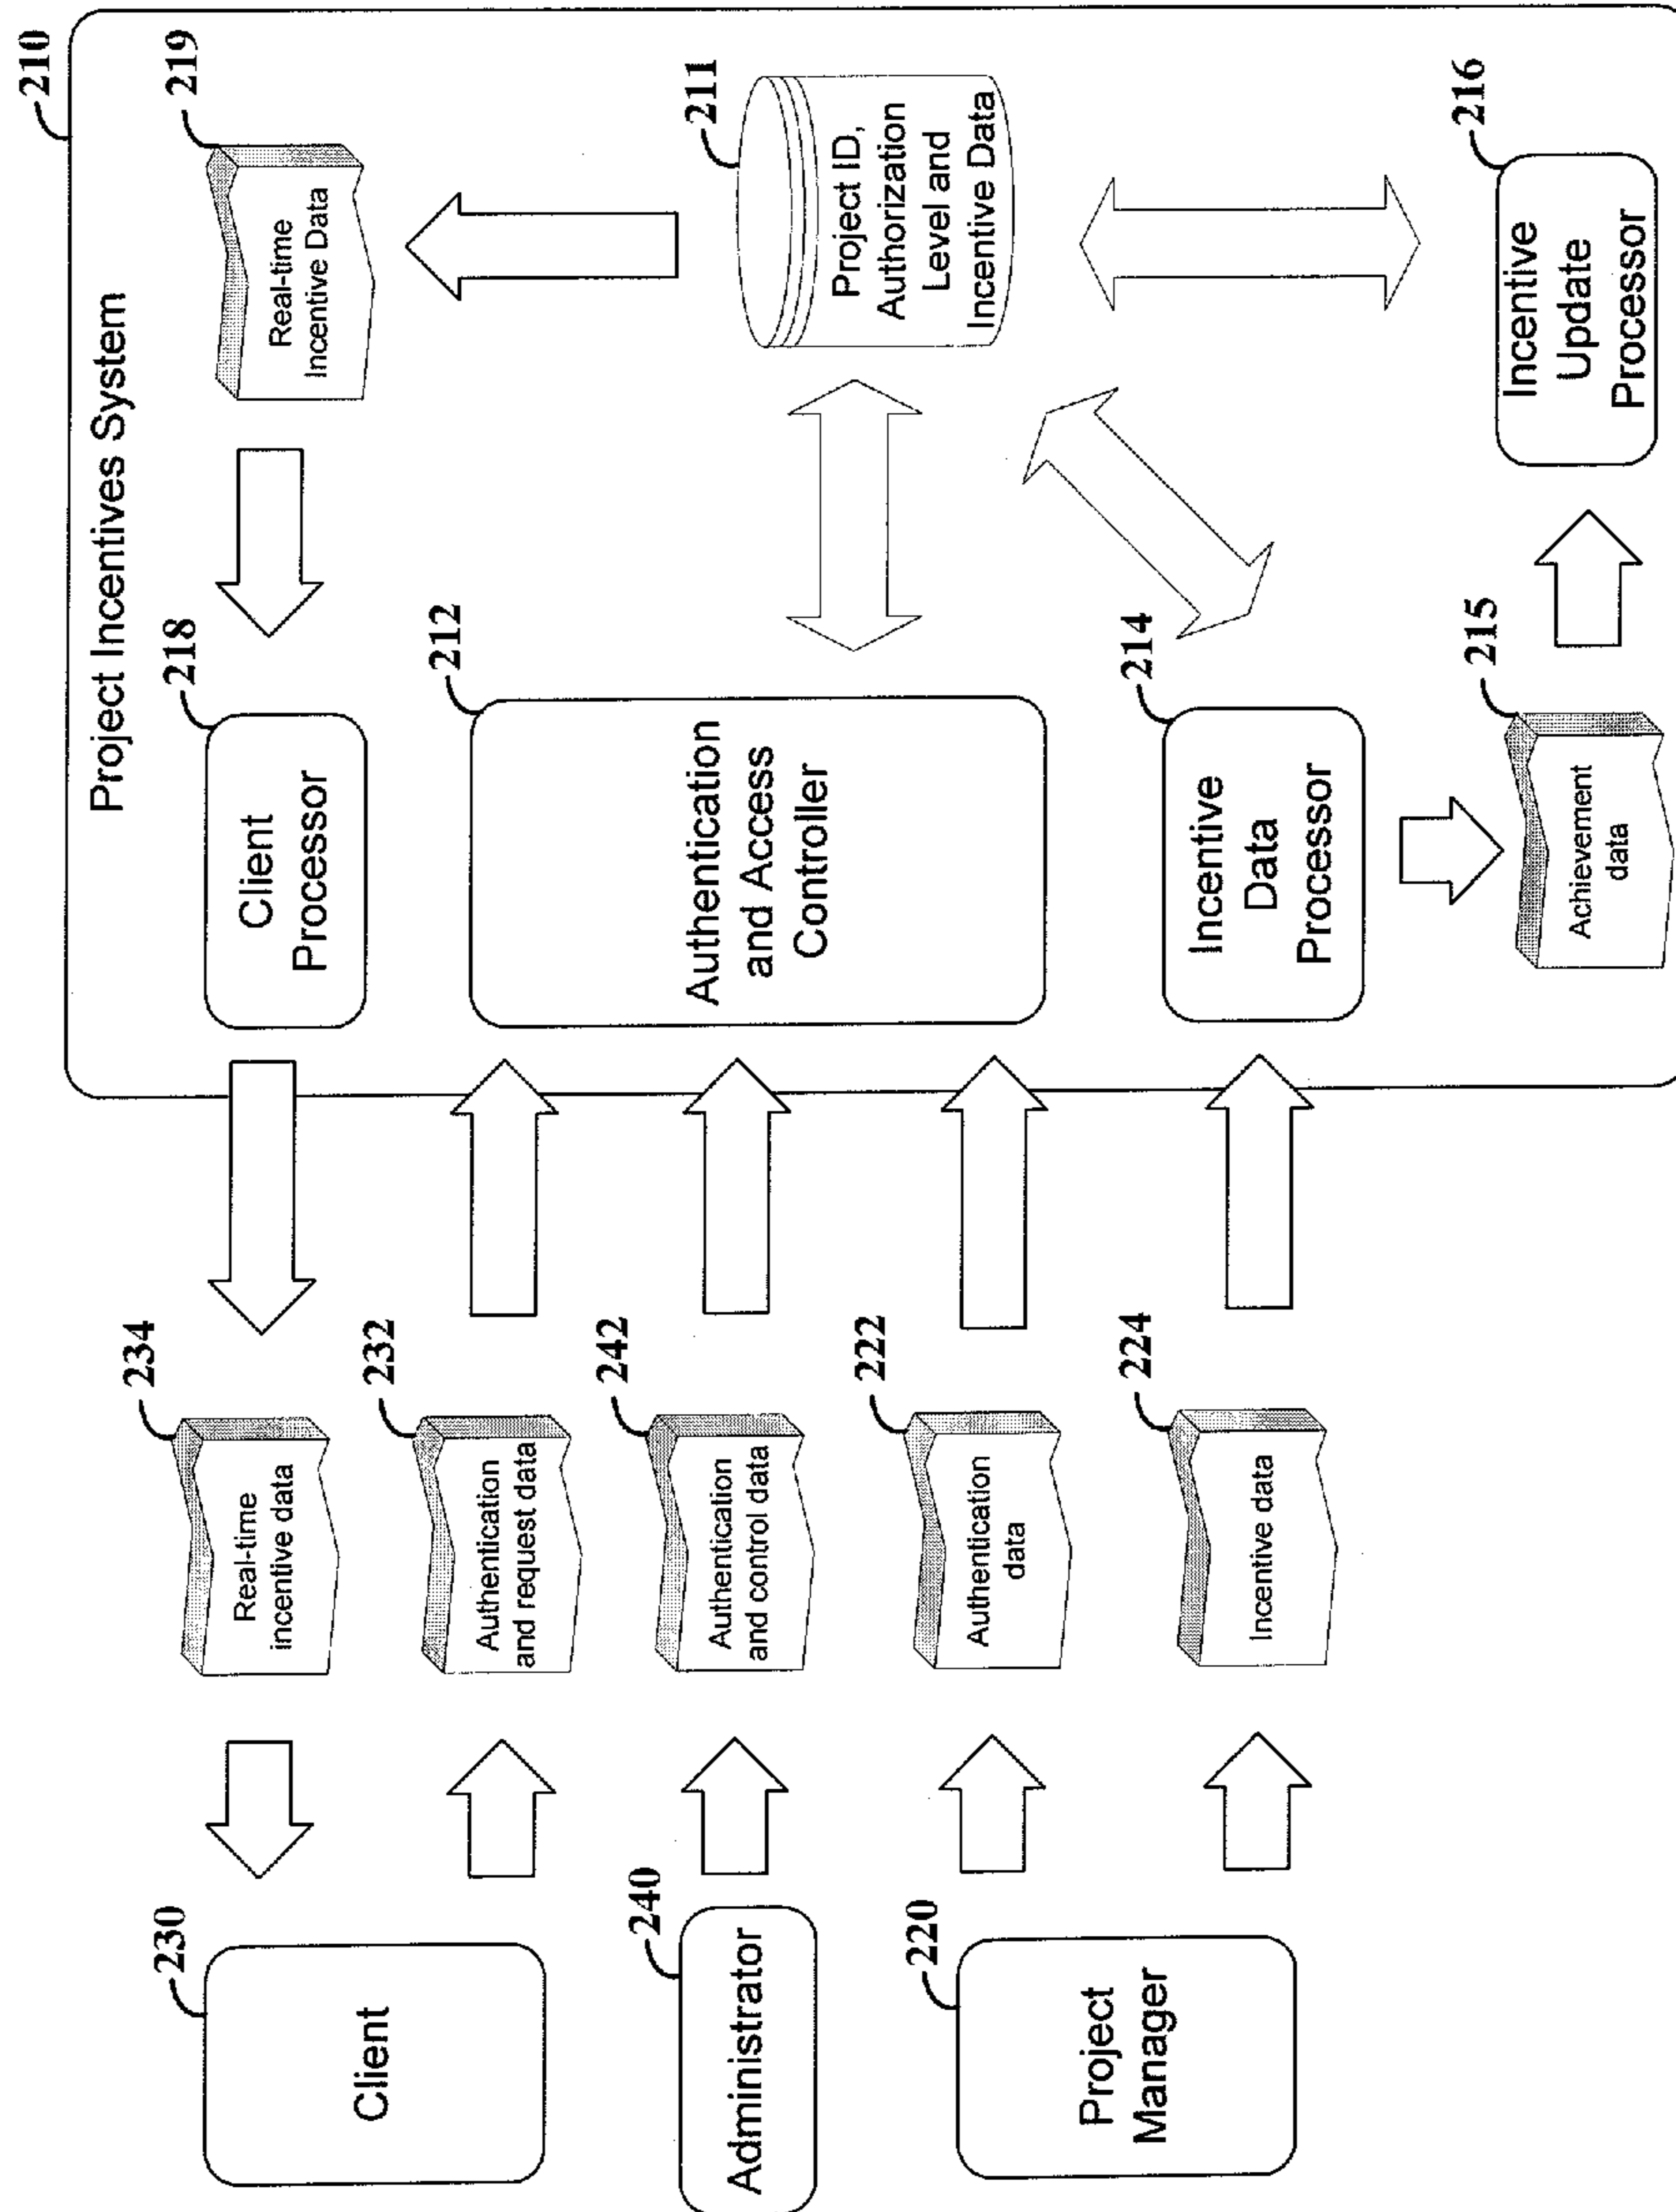 210
Project Incentives System
230
Client
234
Real-time
incentive data
218
Client
Processor
219
Real-time
Incentive Data
232
Authentication
and request data
240
Administrator
242
Authentication
and control data
212
Authentication
and Access
Controller
211
Project ID,
Authorization
Level and
Incentive Data
220
Project
Manager
222
Authentication
data
224
Incentive data
214
Incentive
Data
Processor
215
Achievement
data
216
Incentive
Update
Processor